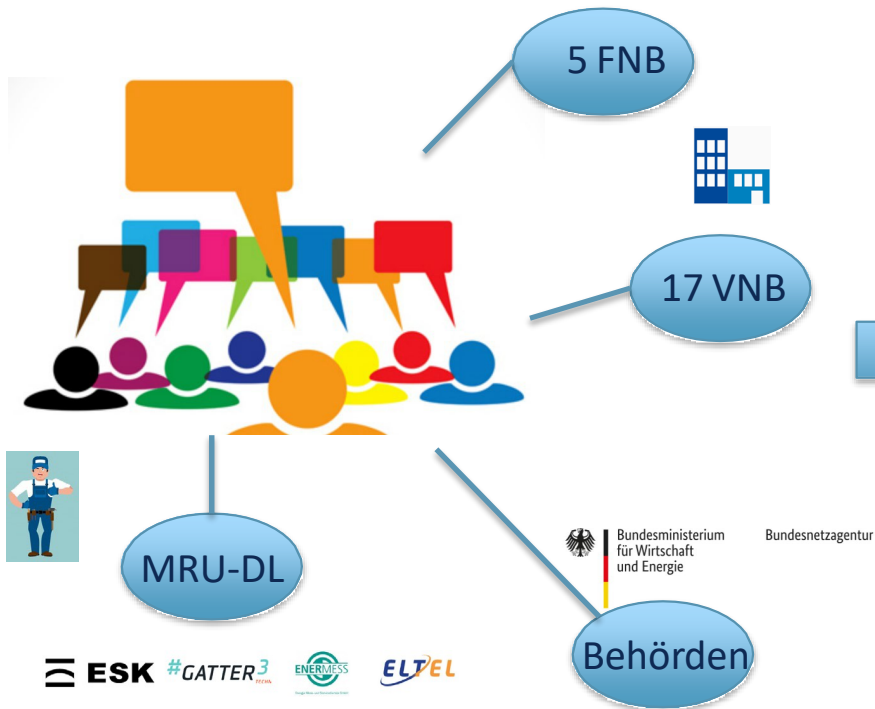 5 FNB
17 VNB
MRU-DL
Bundesministerium
für Wirtschaft
und Energie
Bundesnetzagentur
Behörden
ESK
#GATTER3
ENERMESS
ELTEL